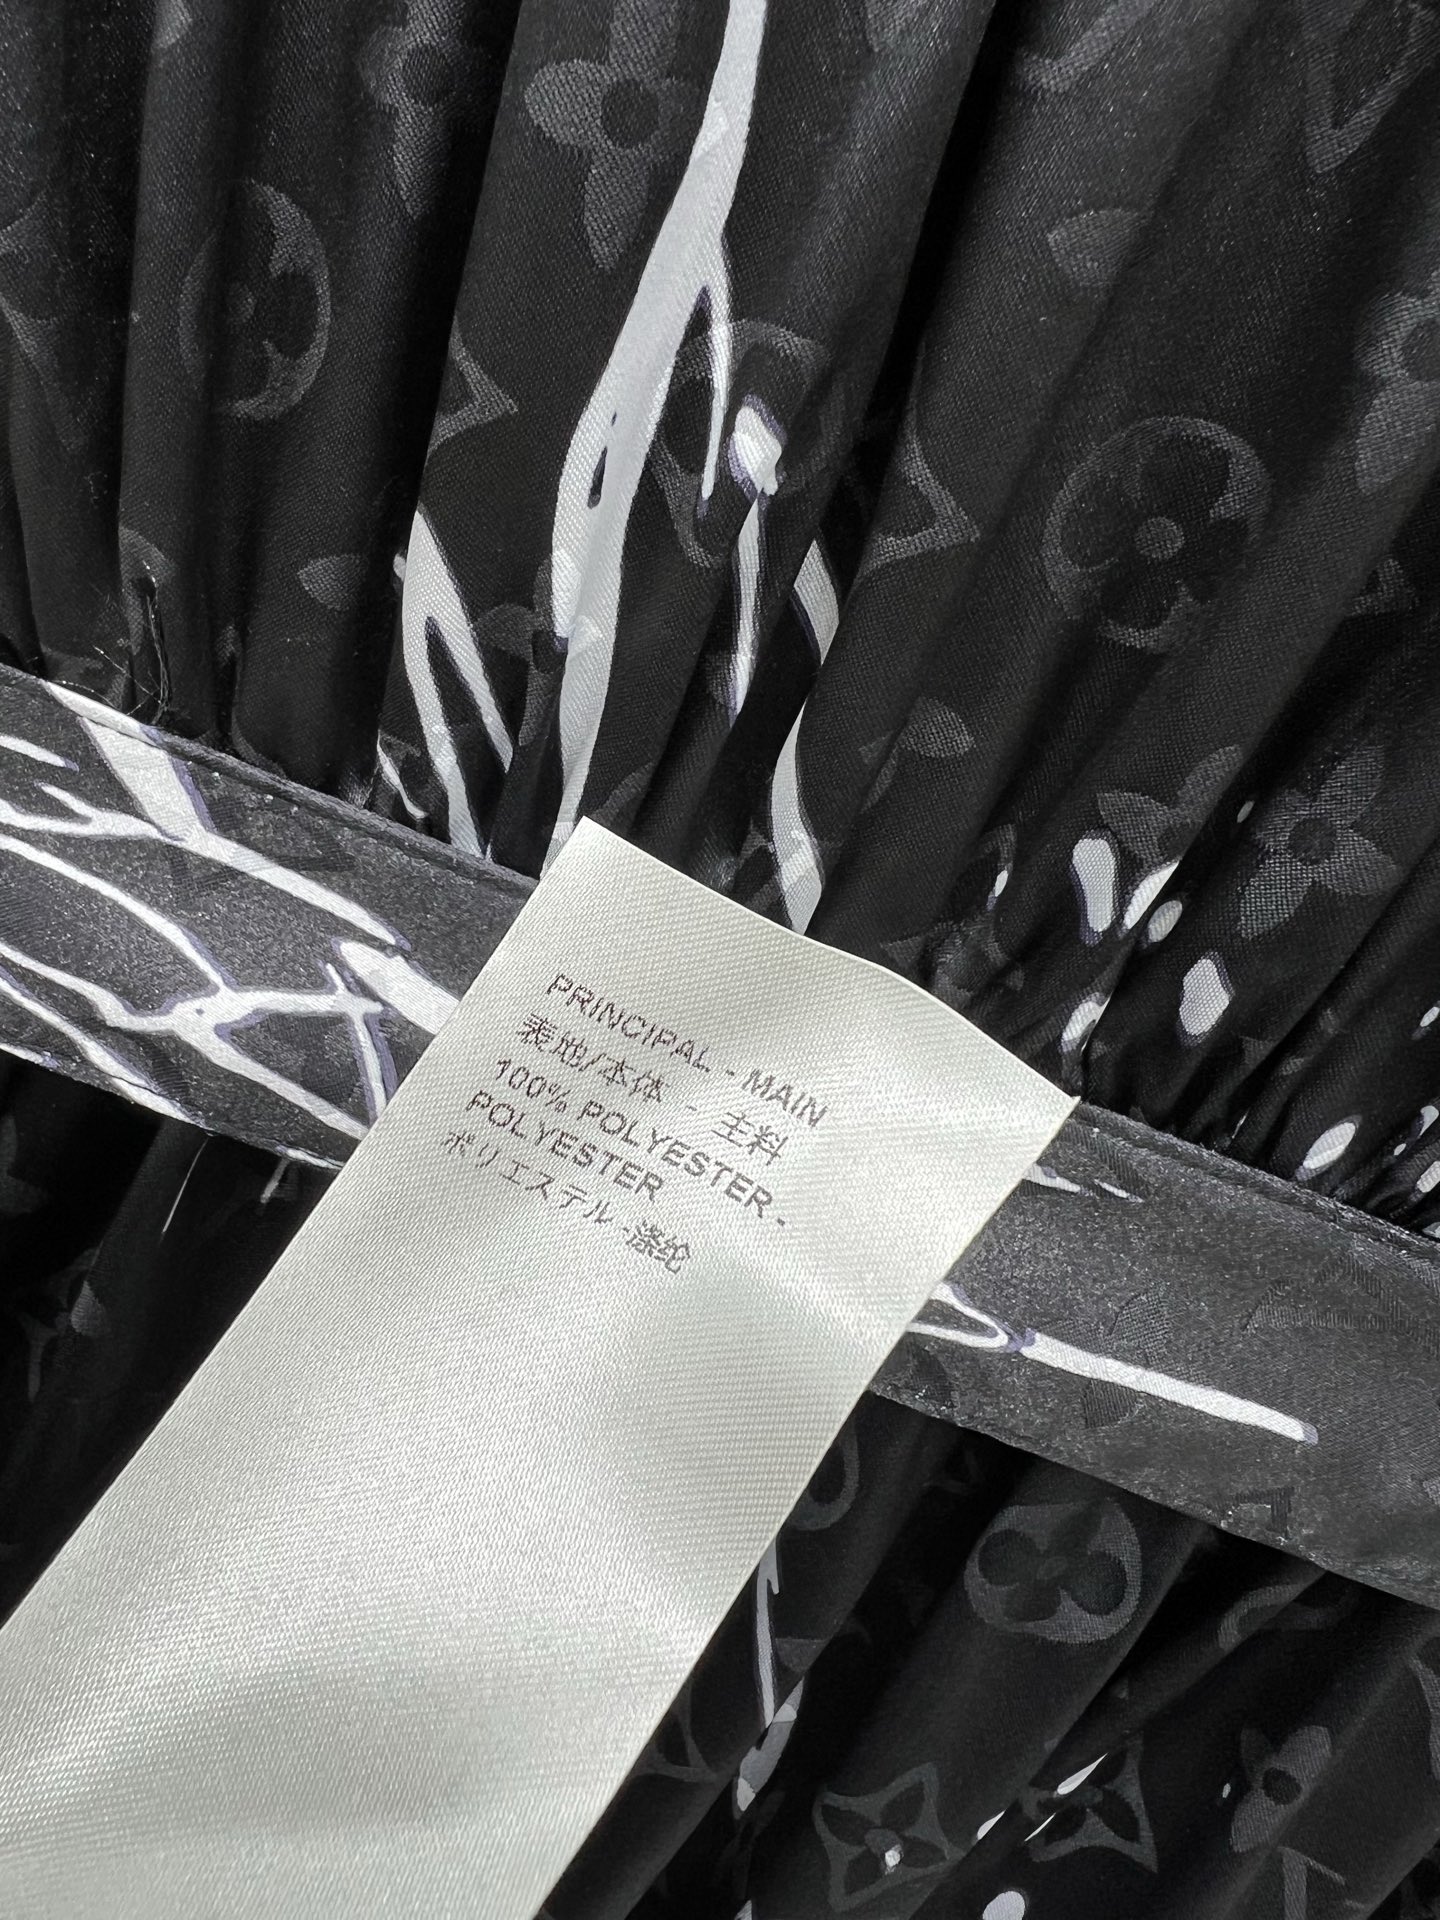 PRINCIPAL - MAIN
表地/本体 - 主料
100% POLYESTER -
POLYESTER
ポリエステル -涤纶